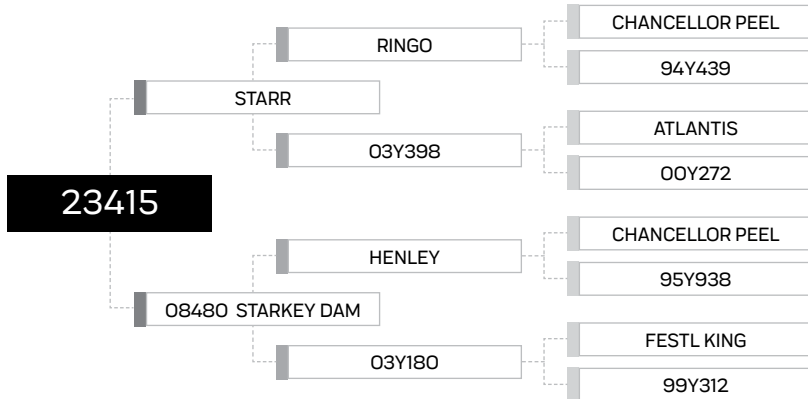 CHANCELLOR PEEL
RINGO
94Y439
STARR
ATLANTIS
03Y398
00Y272
23415
CHANCELLOR PEEL
HENLEY
95Y938
08480 STARKEY DAM
FESTL KING
03Y180
99Y312